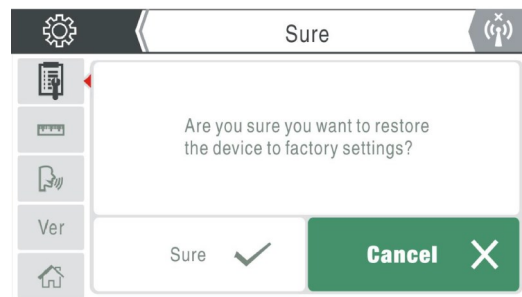 Sure
Are you sure you want to restore
the device to factory settings?
Ver
Sure
Cancel